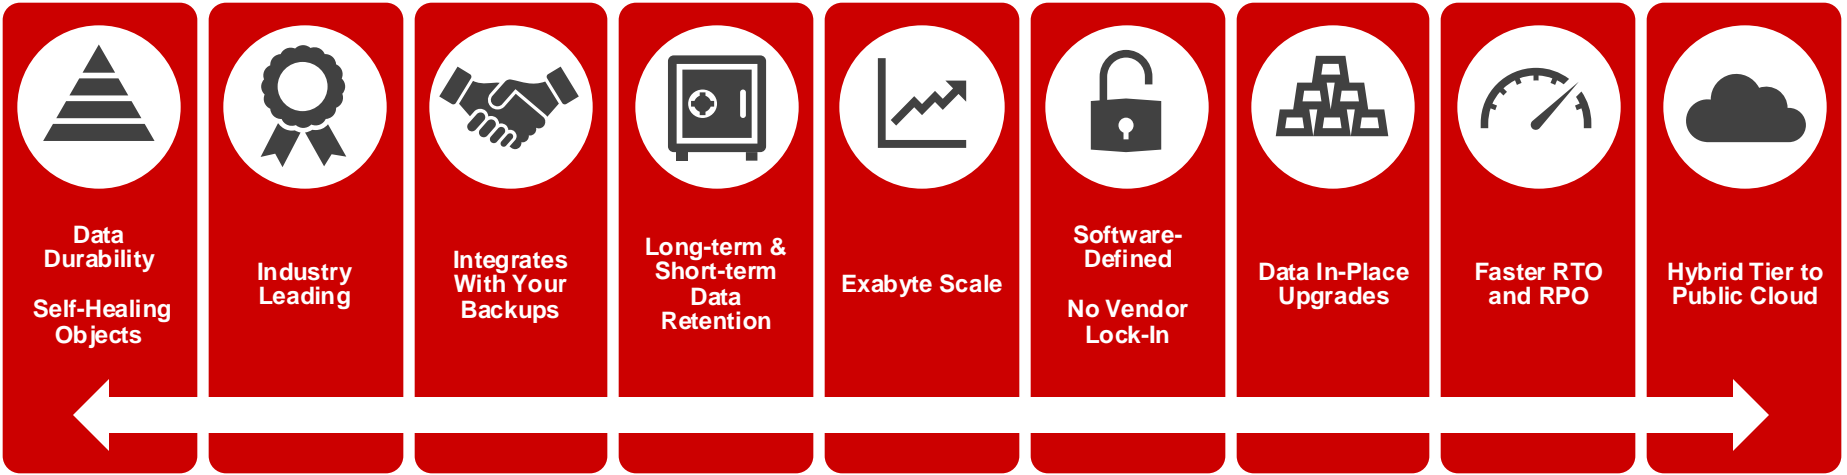 Data
Durability
Self-Healing
Objects
Industry
Leading
Integrates
With Your
Backups
Long-term &
Short-term
Data
Retention
Exabyte Scale
Software-
Defined
No Vendor
Lock-In
Data In-Place
Upgrades
Faster RTO
and RPO
Hybrid Tier to
Public Cloud